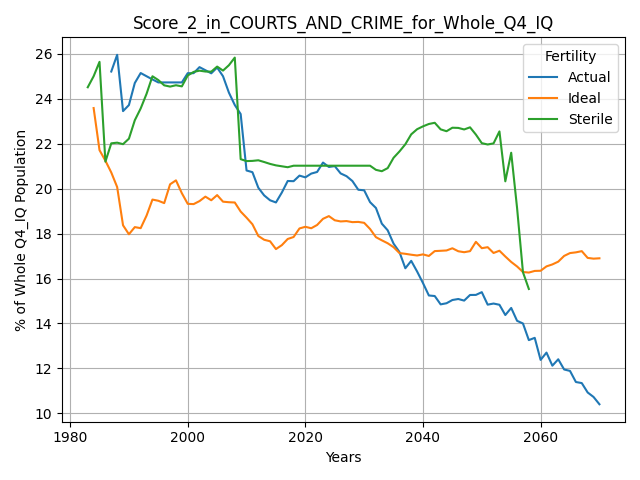 Score_2_in_COURTS_AND_CRIME_for_Whole_Q4_IQ
Fertility
Actual
Ideal
Sterile
% of Whole Q4_IQ Population
26
24
22
20
18
16
14
12
10
1980
2000
2020
2040
2060
Years